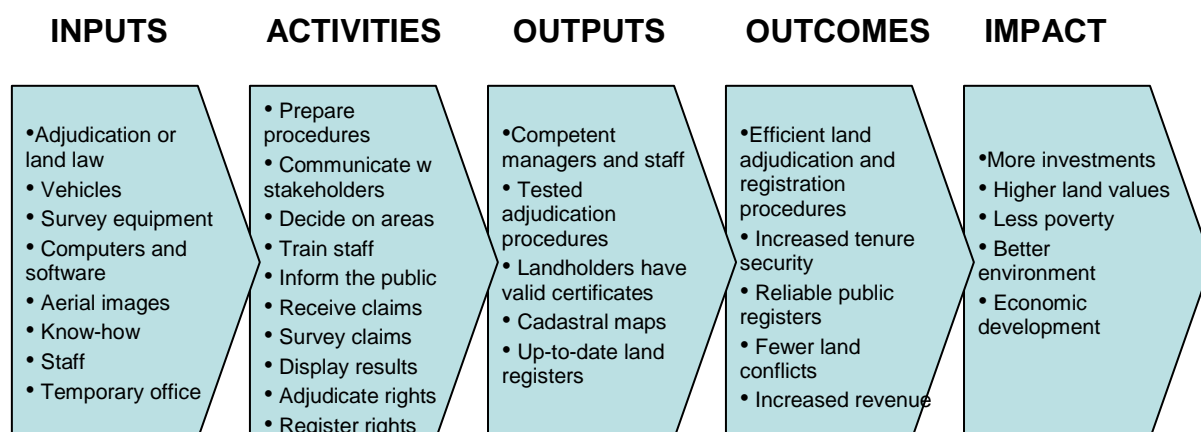 INPUTS
ACTIVITIES
OUTPUTS
OUTCOMES
IMPACT
•Adjudication or
land law
• Vehicles
• Survey equipment
• Computers and
software
• Aerial images
• Know-how
• Staff
• Temporary office
• Prepare
procedures
• Communicate w
stakeholders
• Decide on areas
• Train staff
• Inform the public
• Receive claims
• Survey claims
• Display results
• Adjudicate rights
• Register rights
•Competent
managers and staff
• Tested
adjudication
procedures
• Landholders have
valid certificates
• Cadastral maps
• Up-to-date land
registers
•Efficient land
adjudication and
registration
procedures
• Increased tenure
security
• Reliable public
registers
• Fewer land
conflicts
• Increased revenue
•More investments
• Higher land values
• Less poverty
• Better
environment
• Economic
development